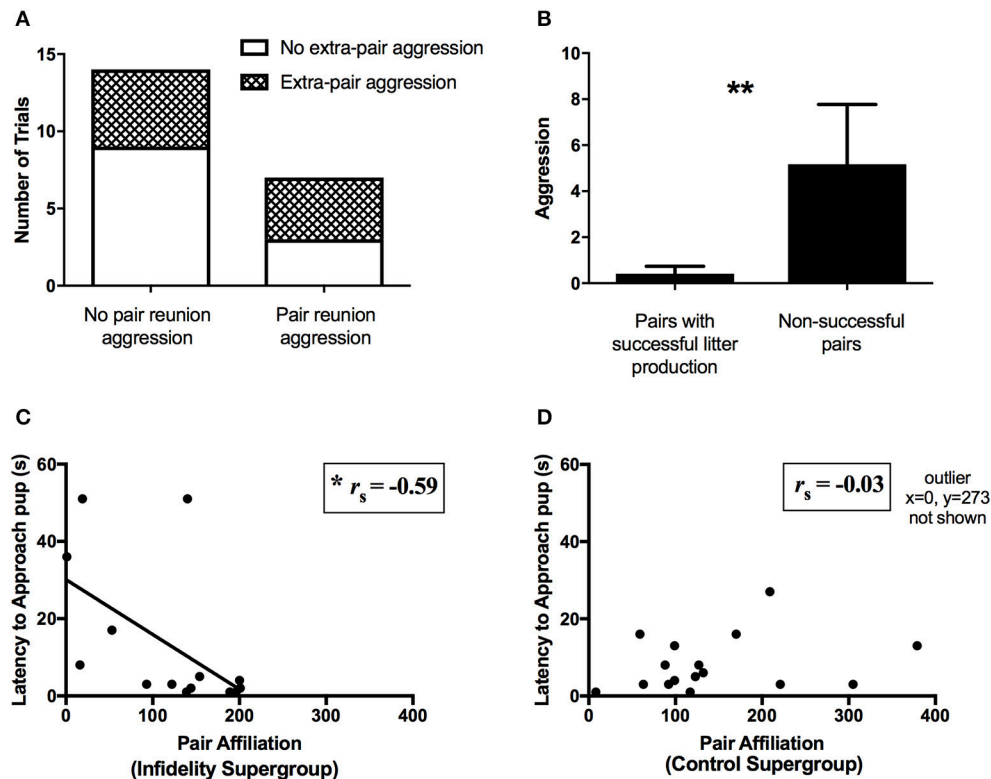 A
No extra-pair aggression
Extra-pair aggression
15
10
5
0
Number of Trials
No pair reunion
aggression
Pair reunion
aggression
B
10
8
6
4
2
0
Aggression
**
Pairs with
successful litter
production
Non-successful
pairs
C
60
40
20
0
Latency to Approach pup (s)
* rs = -0.59
0
100
200
300
400
Pair Affiliation
(Infidelity Supergroup)
D
60
40
20
0
Latency to Approach pup (s)
rs = -0.03
outlier
x=0, y=273
not shown
0
100
200
300
400
Pair Affiliation
(Control Supergroup)